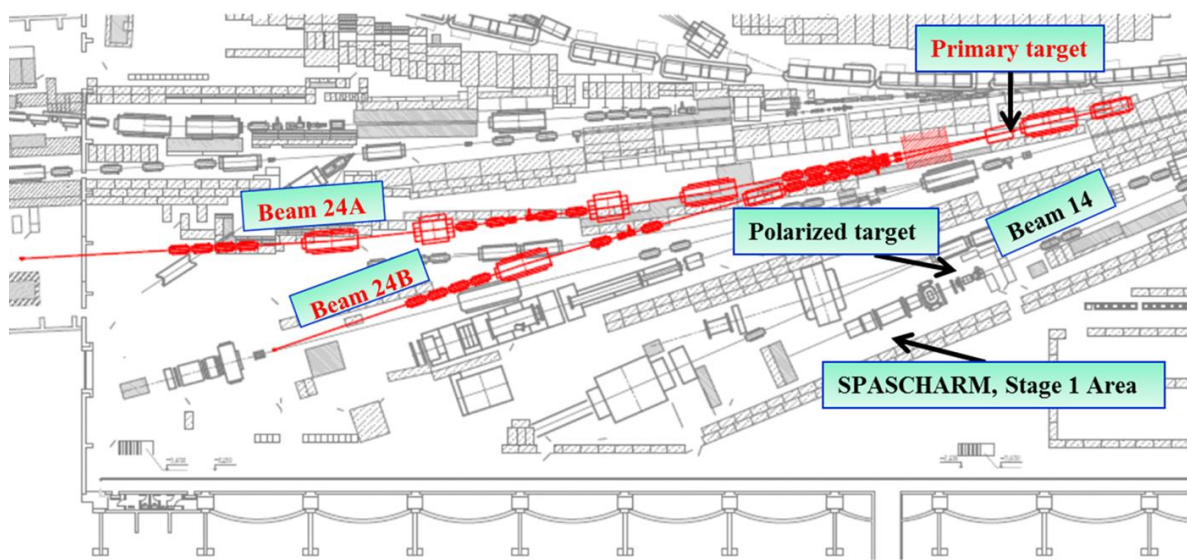 Primary target
Beam 24A
Polarized target
Beam 14
Beam 24B
SPASCHARM, Stage 1 Area